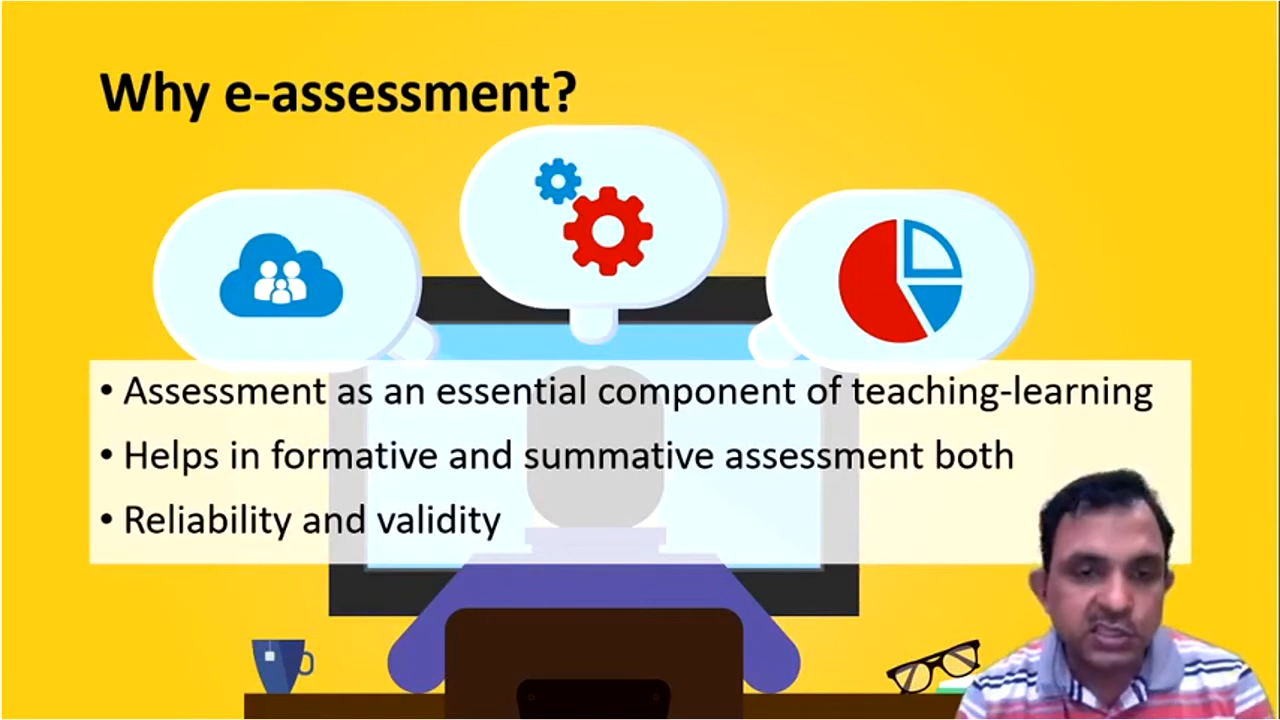 Why e-assessment?
• Assessment as an essential component of teaching-learning
• Helps in formative and summative assessment both
• Reliability and validity